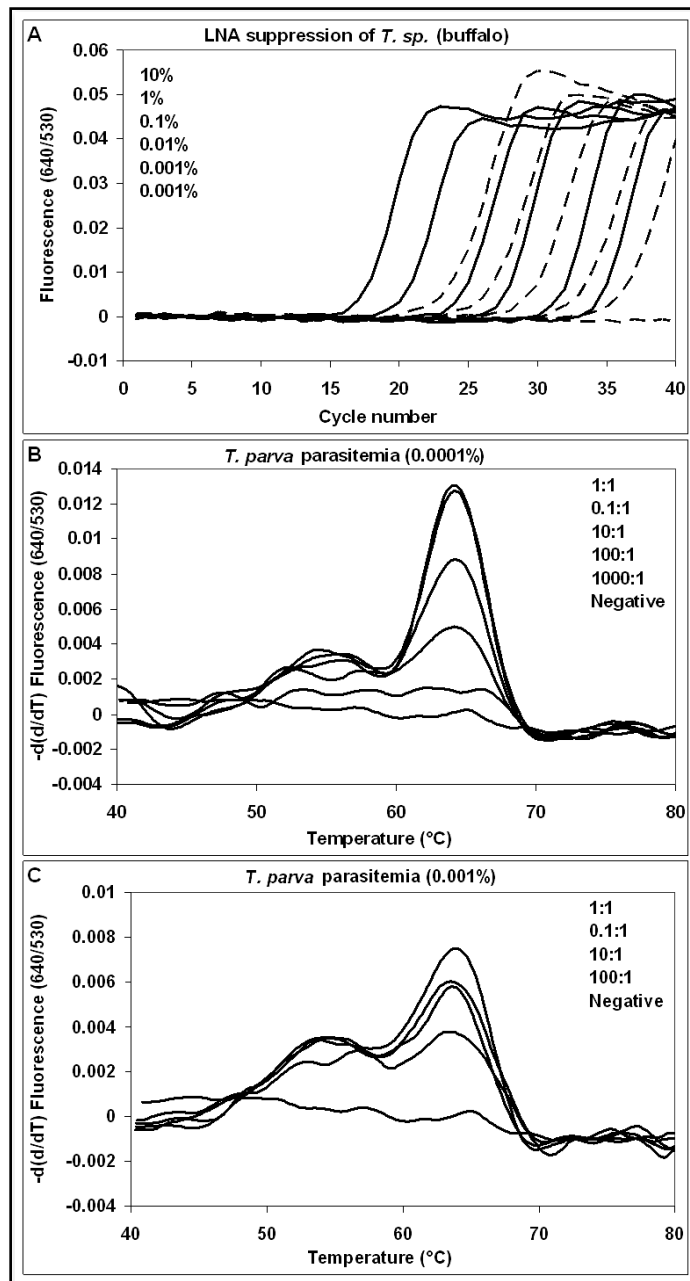 A
LNA suppression of T. sp. (buffalo)
10%
1%
0.1%
0.01%
0.001%
0.001%
Fluorescence (640/530)
0.06
0.05
0.04
0.03
0.02
0.01
0
-0.01
0 5 10 15 20 25 30 35 40
Cycle number
B
T. parva parasitemia (0.0001%)
1:1
0.1:1
10:1
100:1
1000:1
Negative
-d(d/dT) Fluorescence (640/530)
0.014
0.012
0.01
0.008
0.006
0.004
0.002
0
-0.002
-0.004
40 50 60 70 80
Temperature (°C)
C
T. parva parasitemia (0.001%)
1:1
0.1:1
10:1
100:1
Negative
-d(d/dT) Fluorescence (640/530)
0.01
0.008
0.006
0.004
0.002
0
-0.002
-0.004
40 50 60 70 80
Temperature (°C)